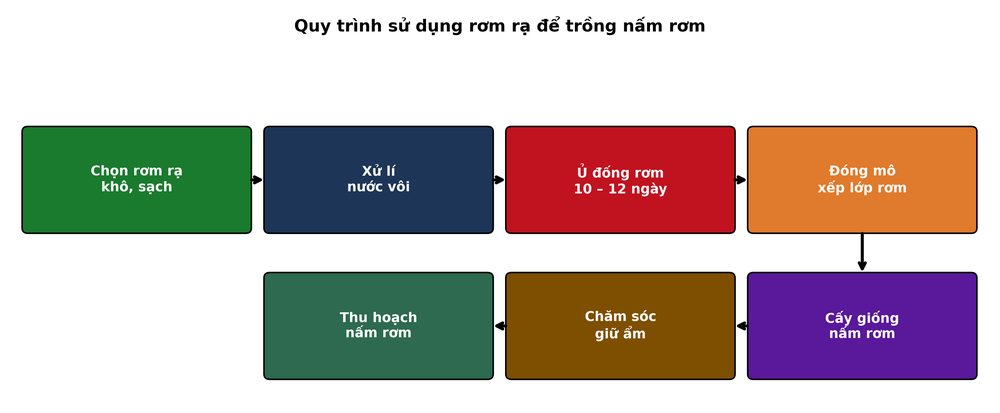 Quy trình sử dụng rơm rạ để trồng nấm rơm
Chọn rơm rạ
khô, sạch
Xử lí
nước vôi
Ủ đống rơm
10 – 12 ngày
Đóng mô
xếp lớp rơm
Cấy giống
nấm rơm
Chăm sóc
giữ ẩm
Thu hoạch
nấm rơm